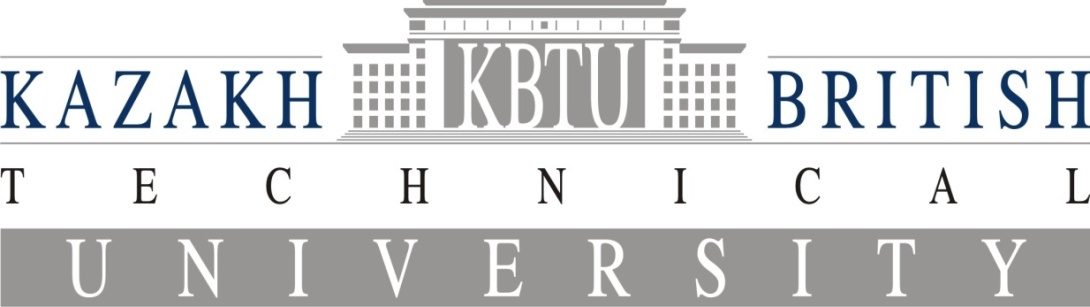 KAZAKH KBTU BRITISH
TECHNICAL
UNIVERSITY